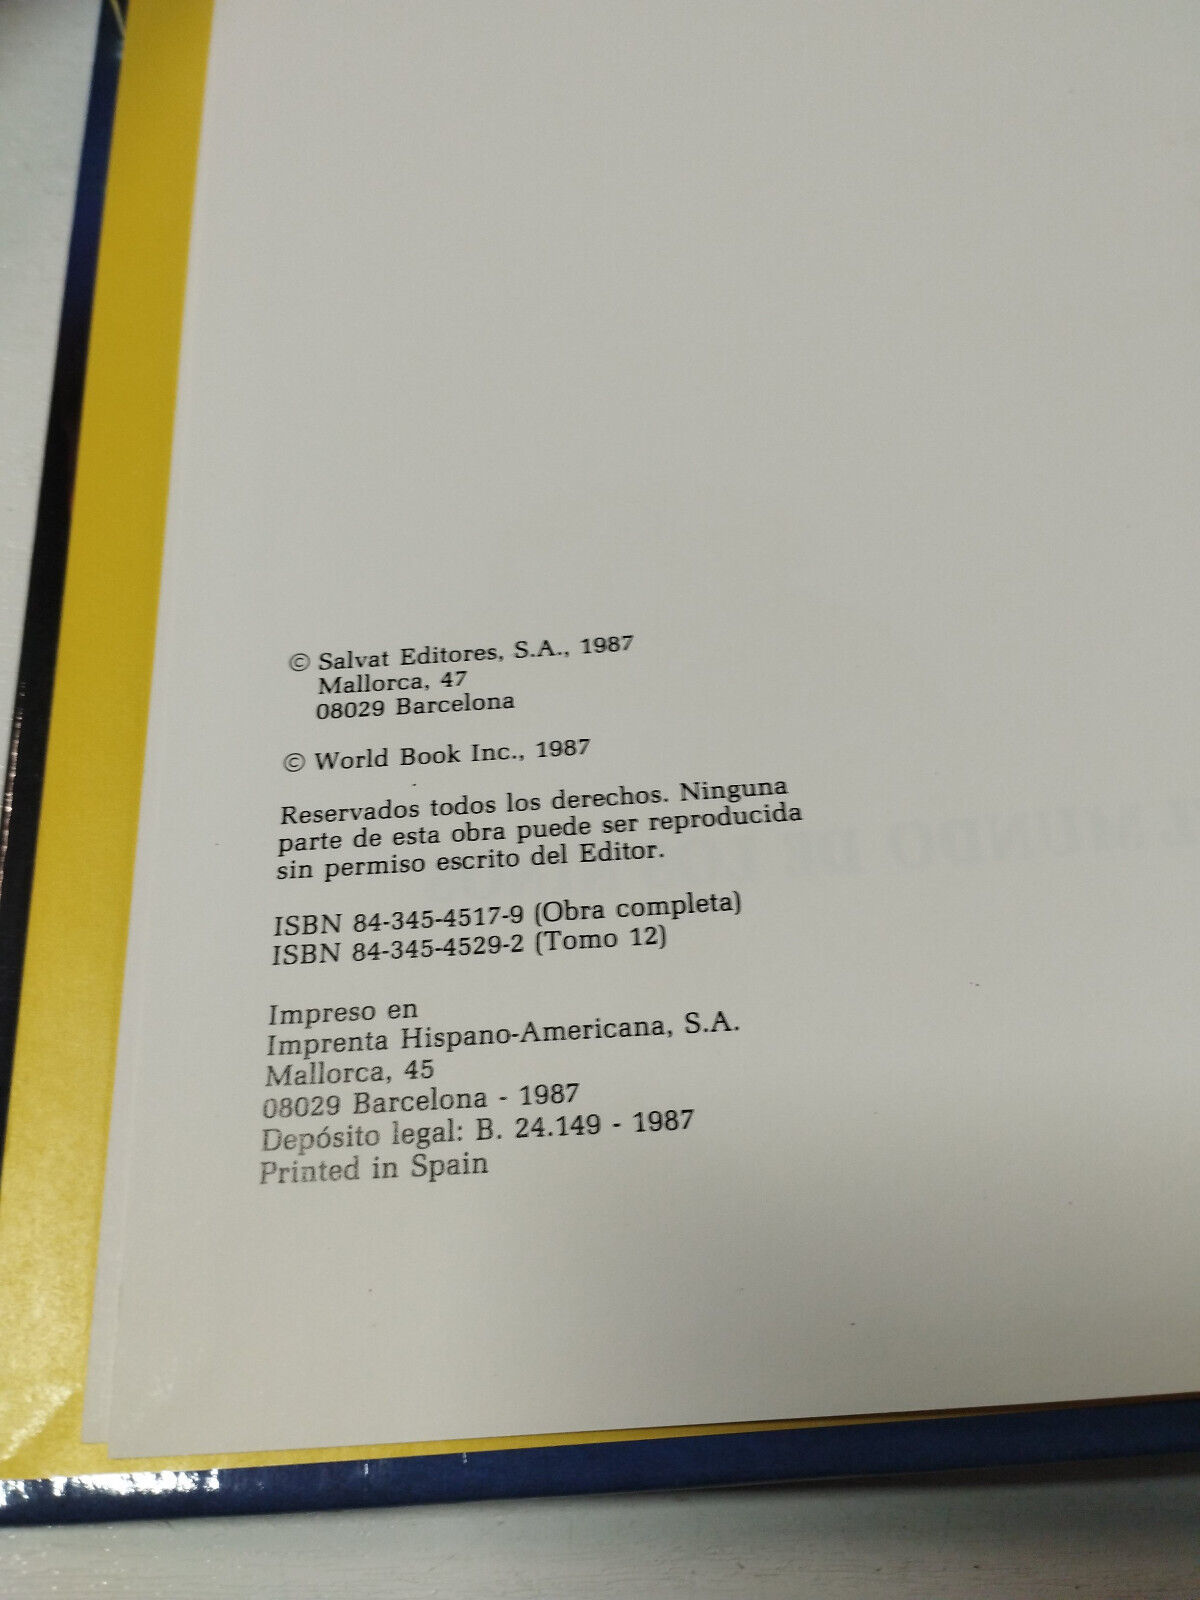 © Salvat Editores, S.A., 1987
Mallorca, 47
08029 Barcelona
© World Book Inc., 1987
Reservados todos los derechos. Ninguna
parte de esta obra puede ser reproducida
sin permiso escrito del Editor.
ISBN 84-345-4517-9 (Obra completa)
ISBN 84-345-4529-2 (Tomo 12)
Impreso en
Imprenta Hispano-Americana, S.A.
Mallorca, 45
08029 Barcelona - 1987
Depósito legal: B. 24.149 - 1987
Printed in Spain